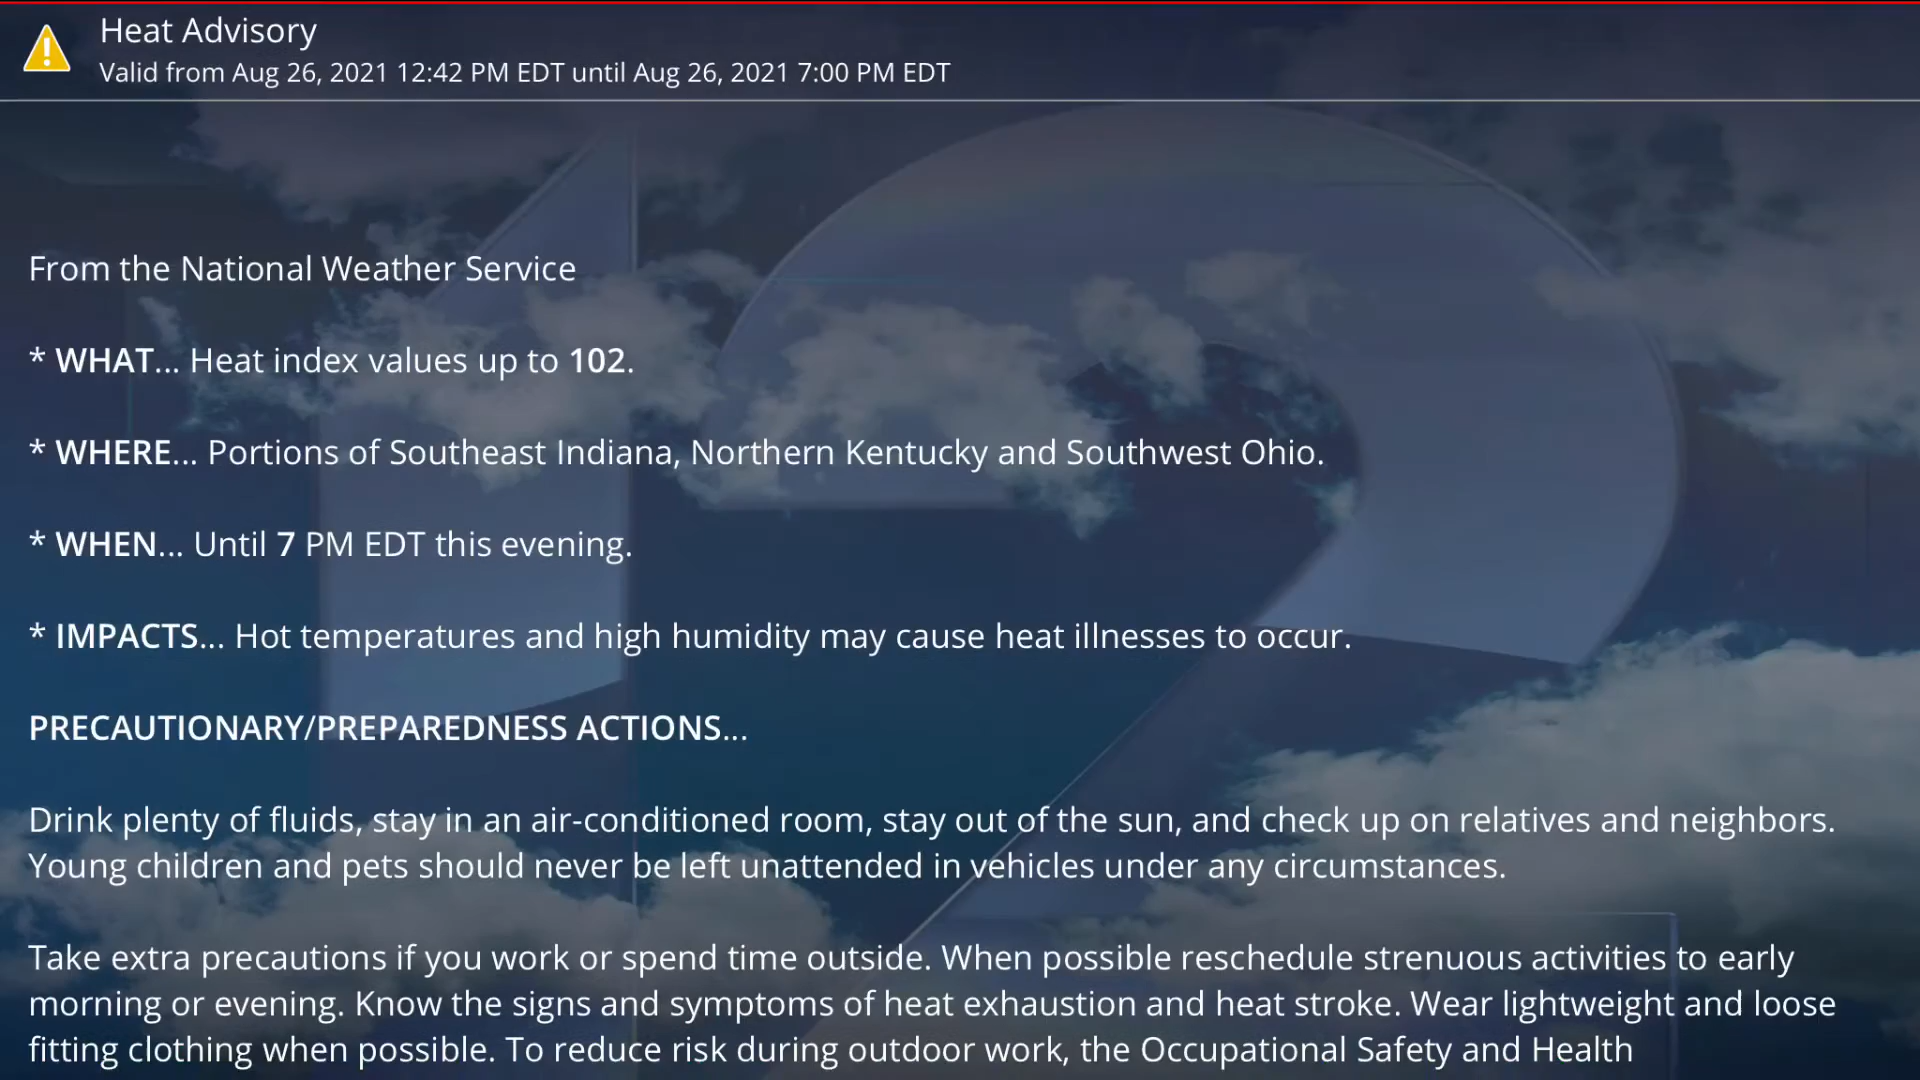 Heat Advisory
Valid from Aug 26, 2021 12:42 PM EDT until Aug 26, 2021 7:00 PM EDT
From the National Weather Service
* WHAT... Heat index values up to 102.
* WHERE... Portions of Southeast Indiana, Northern Kentucky and Southwest Ohio.
* WHEN... Until 7 PM EDT this evening.
* IMPACTS... Hot temperatures and high humidity may cause heat illnesses to occur.
PRECAUTIONARY/PREPAREDNESS ACTIONS...
Drink plenty of fluids, stay in an air-conditioned room, stay out of the sun, and check up on relatives and neighbors.
Young children and pets should never be left unattended in vehicles under any circumstances.
Take extra precautions if you work or spend time outside. When possible reschedule strenuous activities to early
morning or evening. Know the signs and symptoms of heat exhaustion and heat stroke. Wear lightweight and loose
fitting clothing when possible. To reduce risk during outdoor work, the Occupational Safety and Health
12